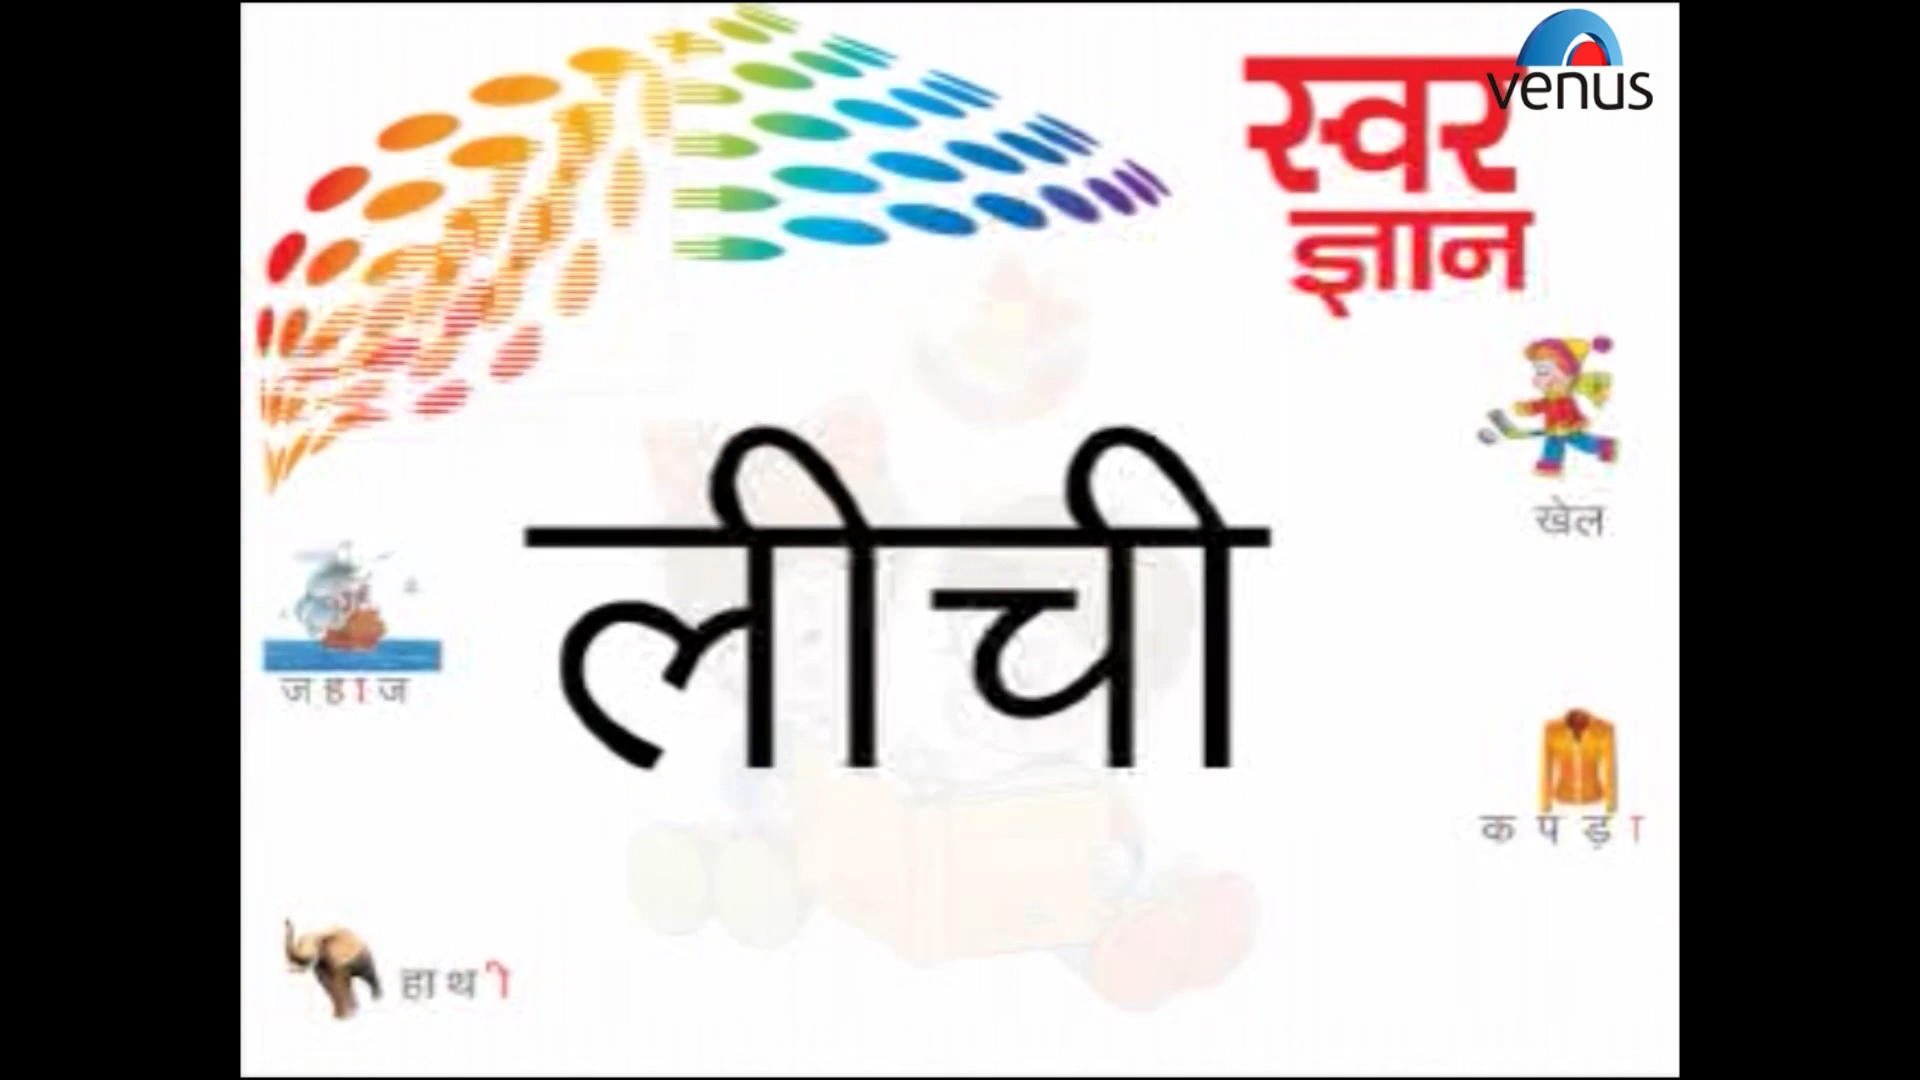 venus
स्वर
ज्ञान
खेल
लीची
जहाज
कपड़ा
हाथी